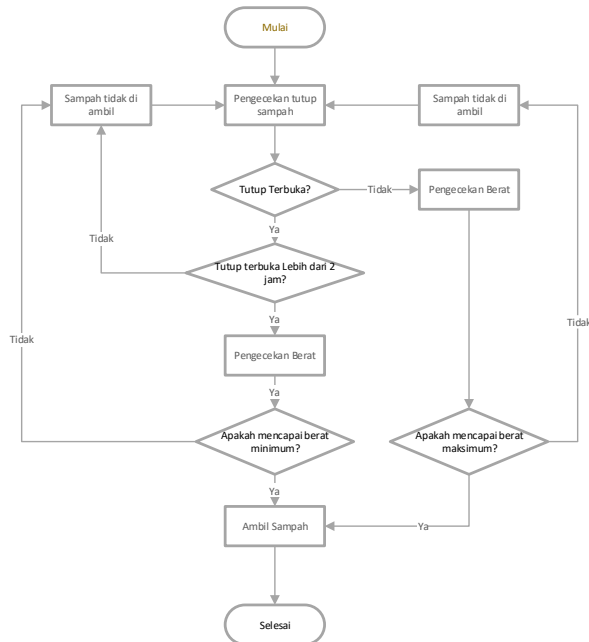 Mulai
Sampah tidak di
ambil
Pengecekan tutup
sampah
Sampah tidak di
ambil
Tutup Terbuka?
Tidak
Pengecekan Berat
Ya
Tidak
Tutup terbuka Lebih dari 2
jam?
Ya
Tidak
Tidak
Pengecekan Berat
Ya
Apakah mencapai berat
minimum?
Apakah mencapai berat
maksimum?
Ya
Ambil Sampah
Ya
Selesai